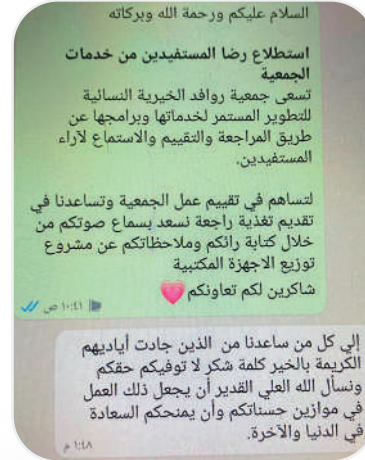 السلام عليكم ورحمة الله وبركاته
استطلاع رضا المستفيدين من خدمات
الجمعية
تسعى جمعية روافد الخيرية النسائية
للتطوير المستمر لخدماتها وبرامجها عن
طريق المراجعة والتقييم والاستماع لآراء
المستفيدين.
لتساهم في تقييم عمل الجمعية وتساعدنا في
تقديم تغذية راجعة نسعد بسماع صوتكم من
خلال كتابة رائكم وملاحظاتكم عن مشروع
توزيع الاجهزة المكتبية
شاكرين لكم تعاونكم
١٠:٤١ ص
إلي كل من ساعدنا من الذين جادت أياديهم
الكريمة بالخير كلمة شكر لا توفيكم حقكم
ونسأل الله العلي القدير أن يجعل ذلك العمل
في موازين حسناتكم وأن يمنحكم السعادة
في الدنيا والآخرة.
١:٤٨ م